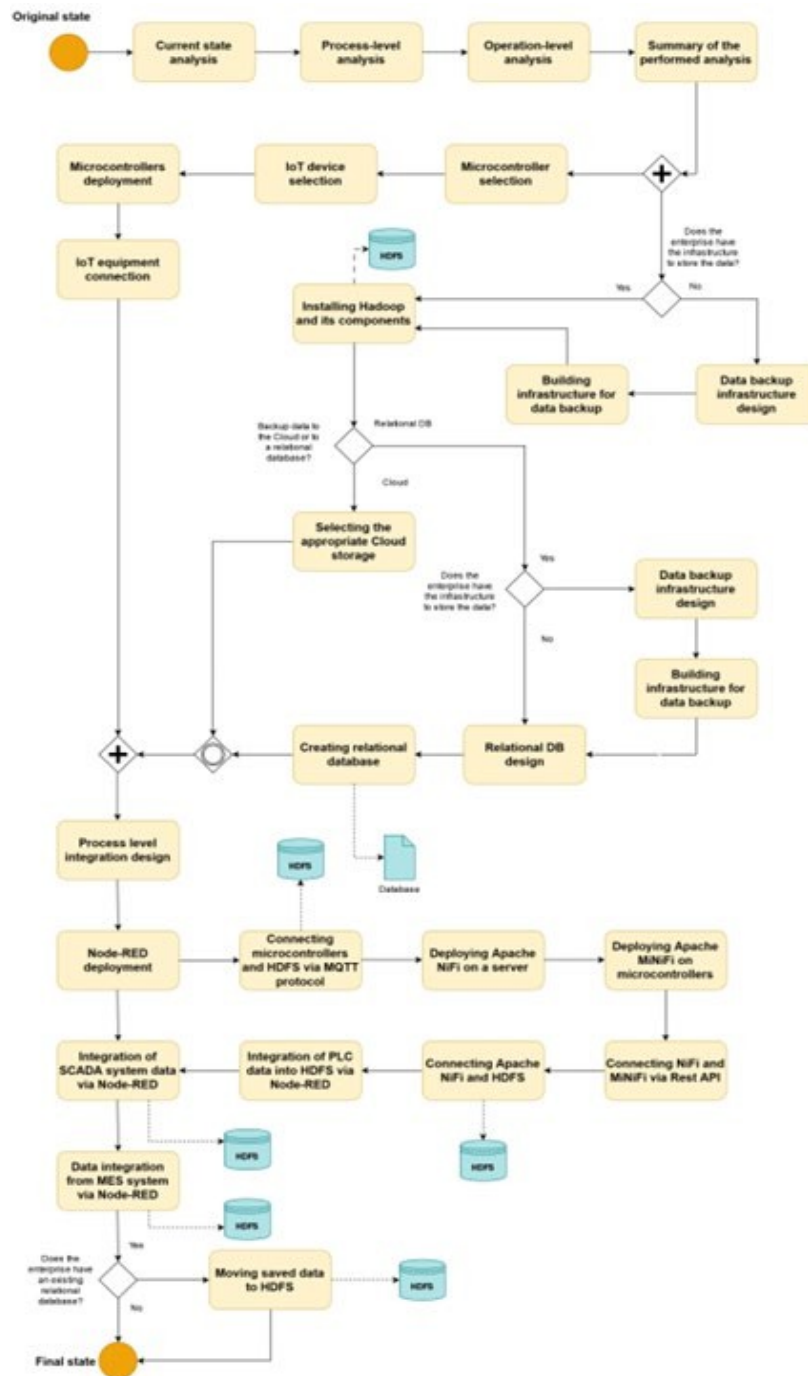 Original state
Current state
analysis
Process-level
analysis
Operation-level
analysis
Summary of the
performed analysis
Microcontrollers
deployment
IoT device
selection
Microcontroller
selection
Does the
enterprise have
the infrastructure
to store the data?
IoT equipment
connection
HDFS
Yes
No
Installing Hadoop
and its components
Building
infrastructure for
data backup
Data backup
infrastructure
design
Backup data to
the Cloud or to
a relational
database?
Relational DB
Cloud
Selecting the
appropriate Cloud
storage
Does the
enterprise have
the infrastructure
to store the data?
Yes
No
Data backup
infrastructure
design
Building
infrastructure for
data backup
Creating relational
database
Relational DB
design
Process level
integration design
HDFS
Database
Node-RED
deployment
Connecting
microcontrollers
and HDFS via MQTT
protocol
Deploying Apache
NiFi on a server
Deploying Apache
MiNiFi on
microcontrollers
Integration of
SCADA system data
via Node-RED
Integration of PLC
data into HDFS via
Node-RED
Connecting Apache
NiFi and HDFS
Connecting NiFi and
MiNiFi via Rest API
HDFS
HDFS
Data integration
from MES system
via Node-RED
HDFS
Does the
enterprise have
an existing
relational
database?
Yes
No
Moving saved data
to HDFS
HDFS
Final state